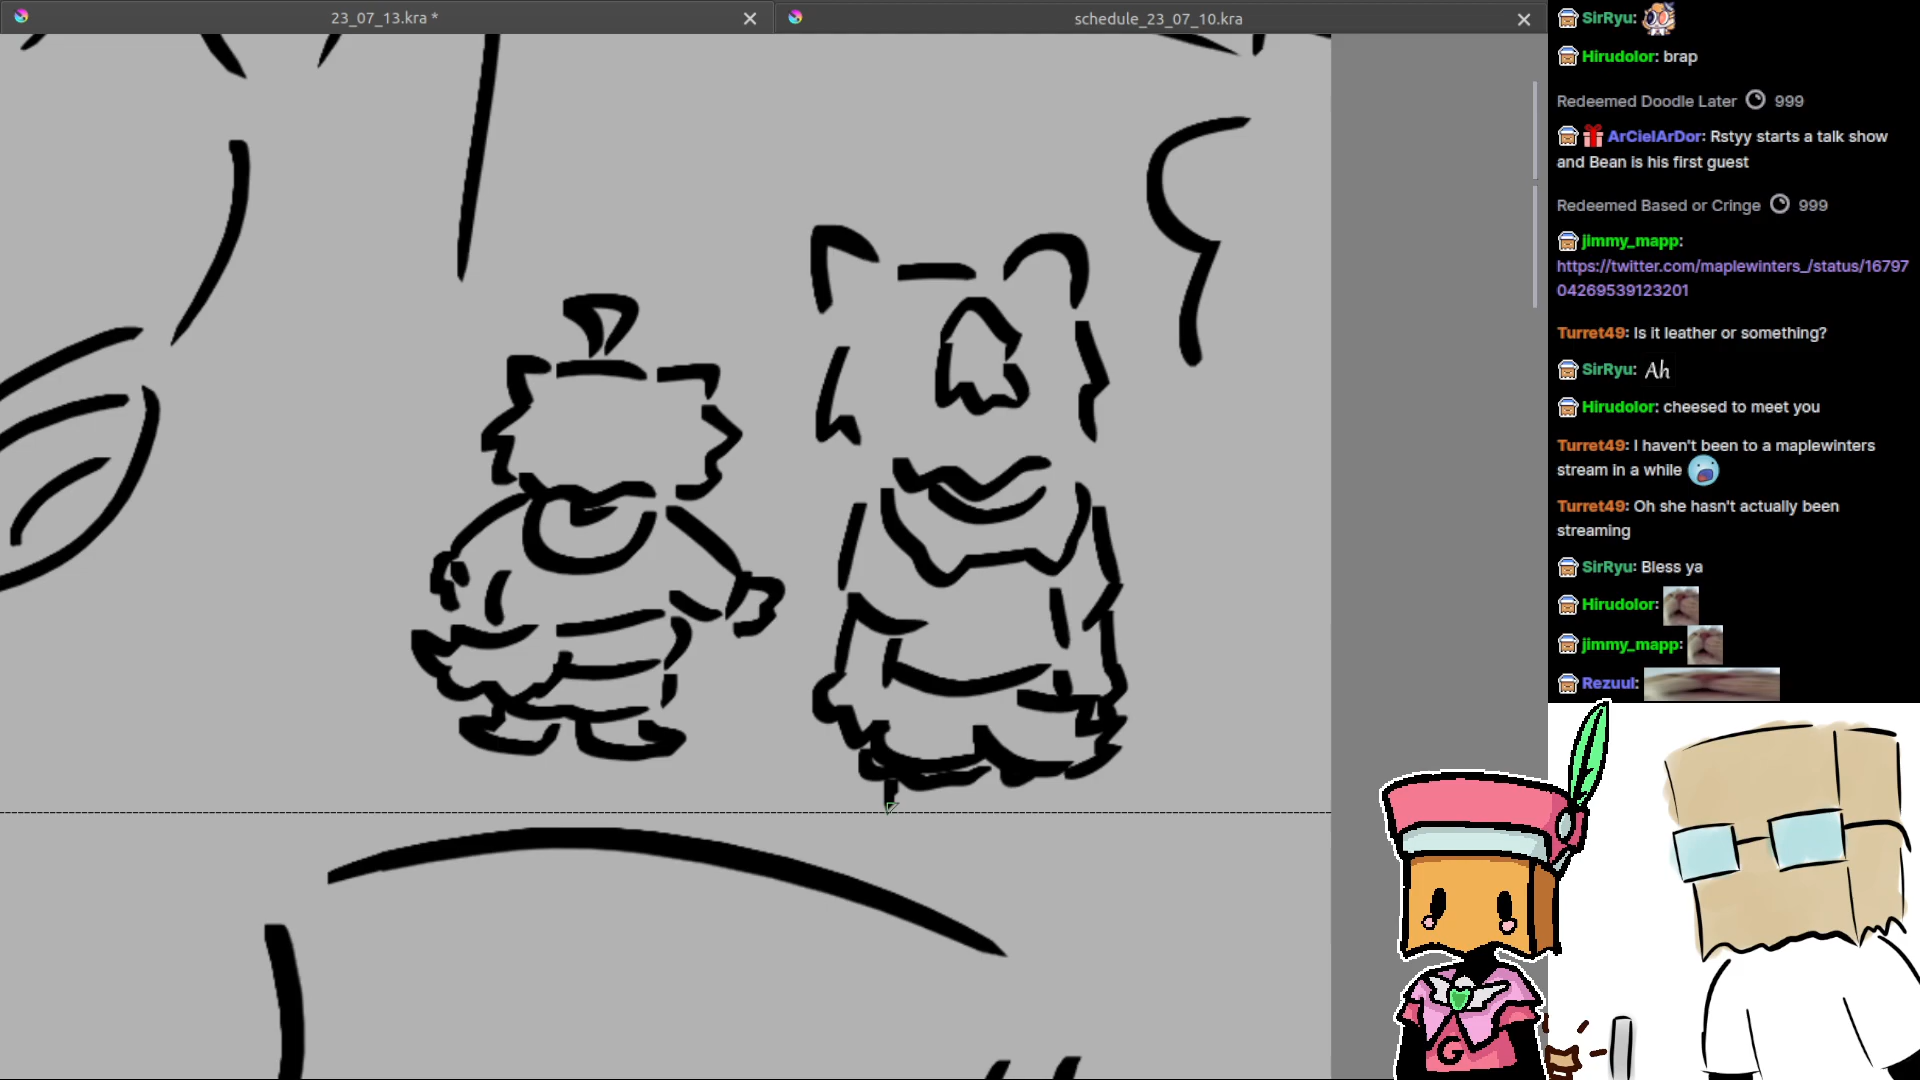 23_07_13.kra *
schedule_23_07_10.kra
SirRyu:
Hirudolor: brap
Redeemed Doodle Later 999
ArCielArDor: Rstyy starts a talk show
and Bean is his first guest
Redeemed Based or Cringe 999
jimmy_mapp:
https://twitter.com/maplewinters_/status/16797
04269539123201
Turret49: Is it leather or something?
SirRyu: Ah
Hirudolor: cheesed to meet you
Turret49: I haven't been to a maplewinters
stream in a while
Turret49: Oh she hasn't actually been
streaming
SirRyu: Bless ya
Hirudolor:
jimmy_mapp:
Rezuul:
G